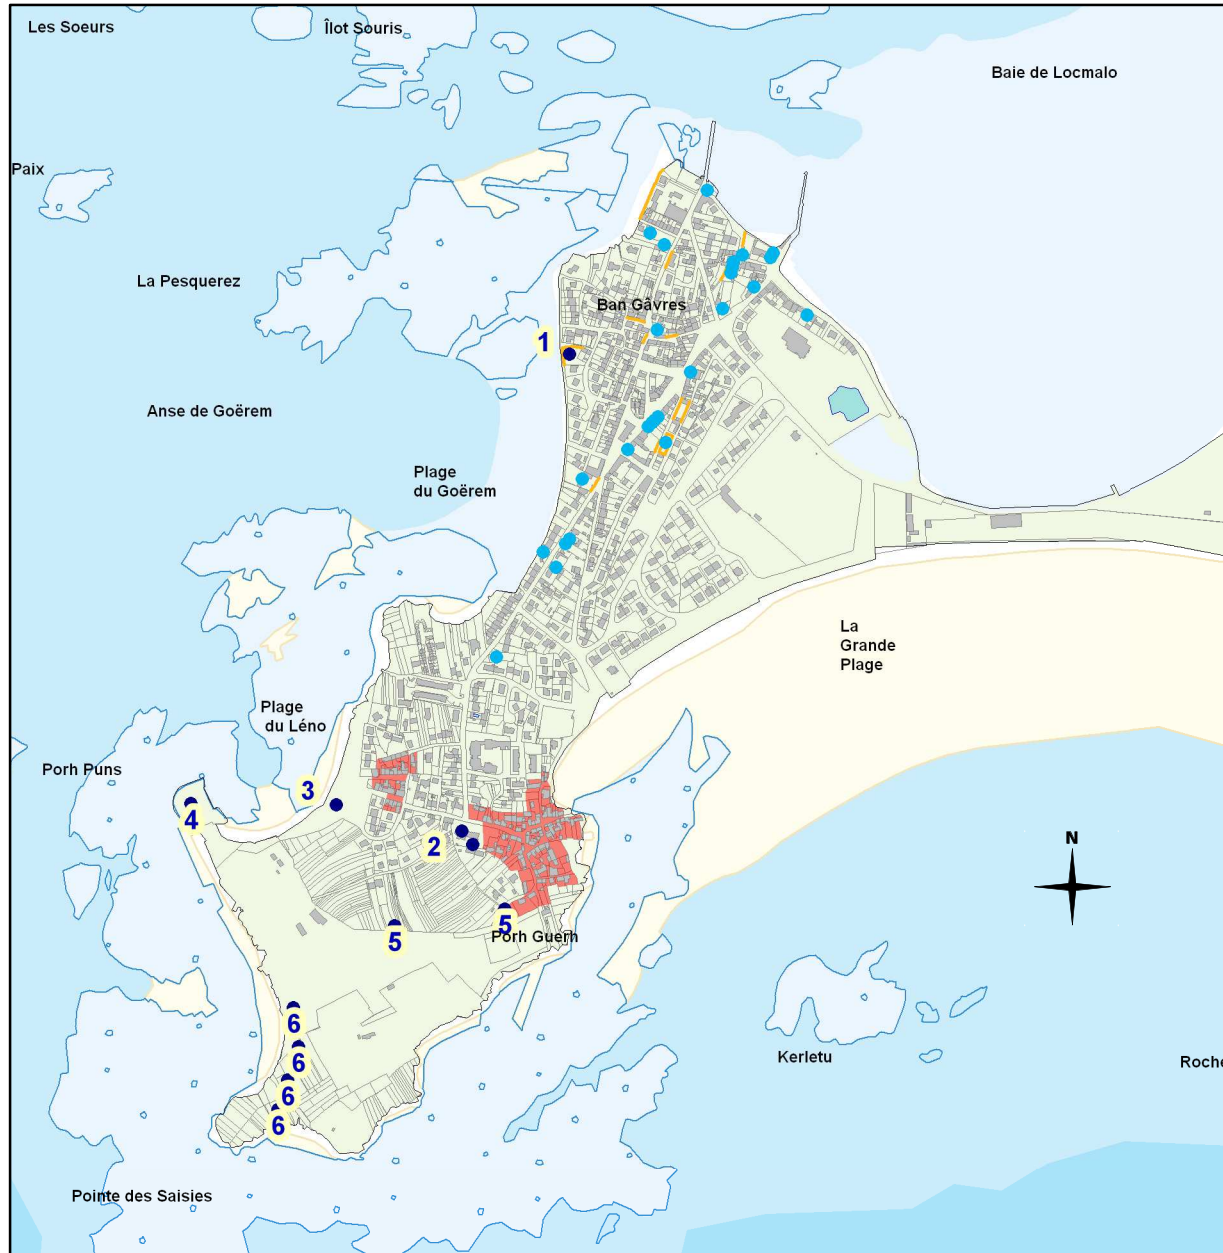 Les Soeurs
Îlot Souris
Baie de Locmalo
Paix
La Pesquerez
Ban Gâvres
1
Anse de Goërem
Plage
du Goërem
La
Grande
Plage
Plage
du Léno
Porh Puns
3
4
2
5
5
Porh Guerh
N
6
6
6
6
Kerletu
Roche
Pointe des Saisies